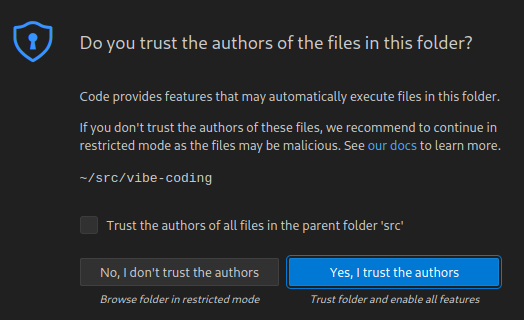 Do you trust the authors of the files in this folder?
Code provides features that may automatically execute files in this folder.
If you don't trust the authors of these files, we recommend to continue in
restricted mode as the files may be malicious. See our docs to learn more.
~/src/vibe-coding
Trust the authors of all files in the parent folder 'src'
No, I don't trust the authors
Yes, I trust the authors
Browse folder in restricted mode
Trust folder and enable all features